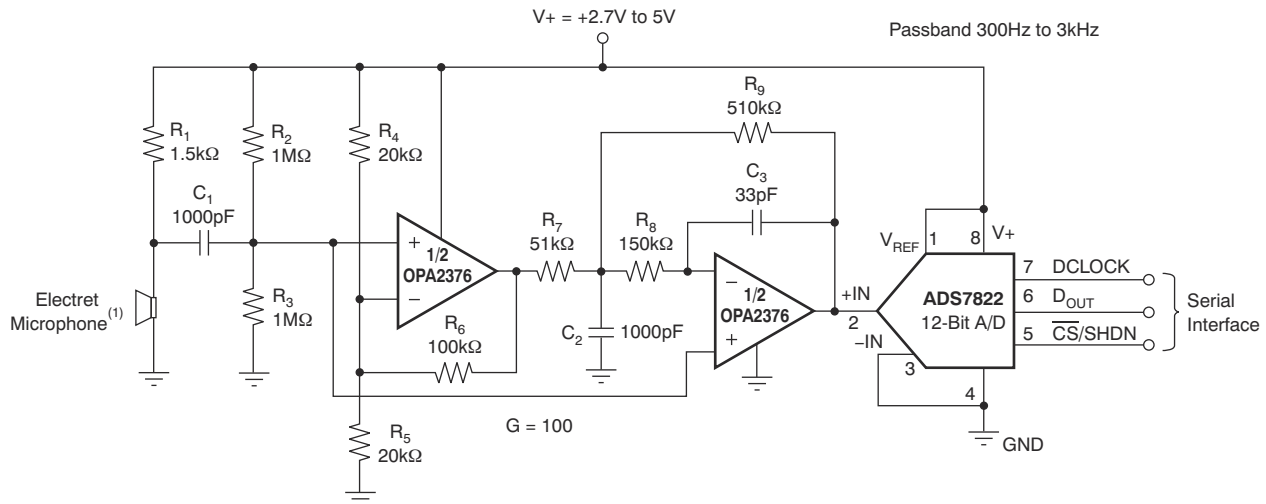 V+ = +2.7V to 5V
Passband 300Hz to 3kHz
R1
1.5kΩ
R2
1MΩ
R4
20kΩ
R9
510kΩ
C1
1000pF
C3
33pF
R7
51kΩ
R8
150kΩ
+
1/2
OPA2376
−
Electret
Microphone(1)
R3
1MΩ
R6
100kΩ
C2
1000pF
−
1/2
OPA2376
+
VREF
1
8
V+
7
DCLOCK
+IN
2
ADS7822
12-Bit A/D
6
DOUT
−IN
3
5
CS/SHDN
Serial
Interface
4
GND
G = 100
R5
20kΩ